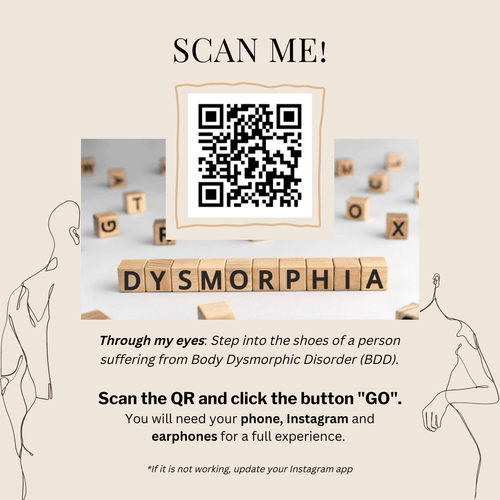 SCAN ME!
G T
O X
DYSMORPHIA
Through my eyes: Step into the shoes of a person
suffering from Body Dysmorphic Disorder (BDD).
Scan the QR and click the button "GO".
You will need your phone, Instagram and
earphones for a full experience.
*If it is not working, update your Instagram app